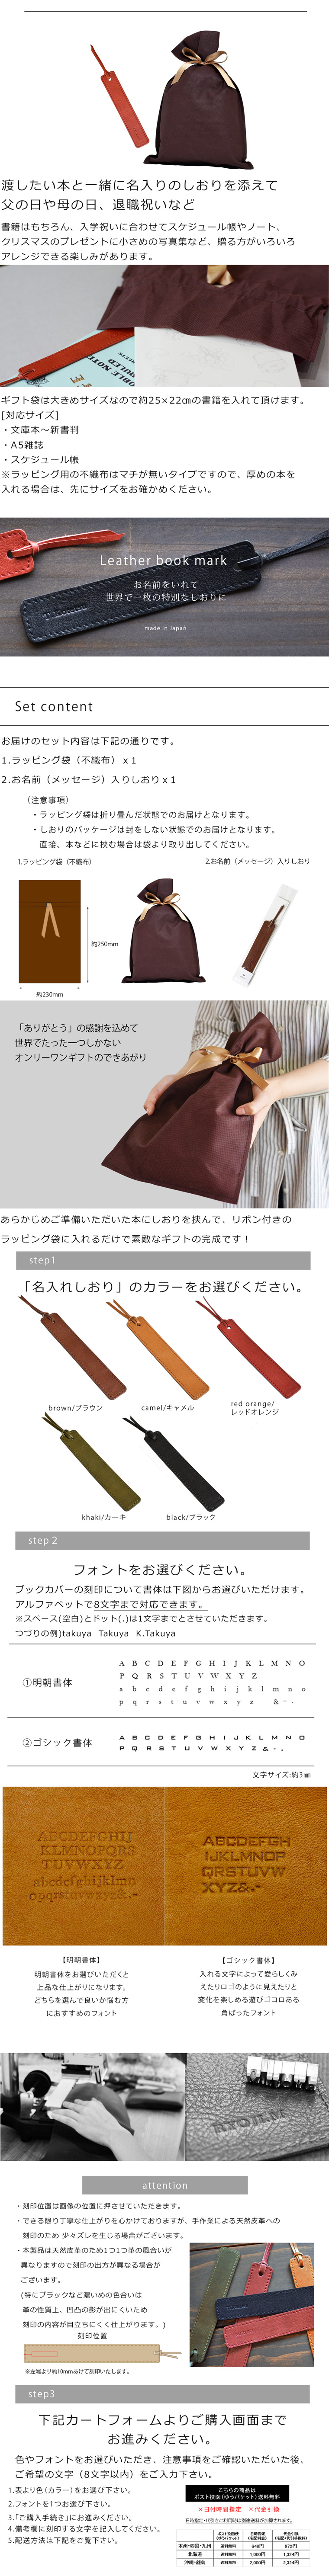 渡したい本と一緒に名入りのしおりを添えて
父の日や母の日、退職祝いなど
書籍はもちろん、入学祝いに合わせてスケジュール帳やノート、
クリスマスのプレゼントに小さめの写真集など、贈る方がいろいろ
アレンジできる楽しみがあります。
ギフト袋は大きめサイズなので約25×22㎝の書籍を入れて頂けます。
[対応サイズ]
・文庫本〜新書判
・A5雑誌
・スケジュール帳
※ラッピング用の不織布はマチが無いタイプですので、厚めの本を
入れる場合は、先にサイズをお確かめください。
Leather book mark
お名前をいれて
世界で一枚の特別なしおりに
made in Japan
Set content
お届けのセット内容は下記の通りです。
1.ラッピング袋（不織布）ｘ1
2.お名前（メッセージ）入りしおりｘ1
（注意事項）
・ラッピング袋は折り畳んだ状態でのお届けとなります。
・しおりのパッケージは封をしない状態でのお届けとなります。
直接、本などに挟む場合は袋より取り出してください。
1.ラッピング袋（不織布）
2.お名前（メッセージ）入りしおり
約250mm
約230mm
「ありがとう」の感謝を込めて
世界でたった一つしかない
オンリーワンギフトのできあがり
あらかじめご準備いただいた本にしおりを挟んで、リボン付きの
ラッピング袋に入れるだけで素敵なギフトの完成です！
step1
「名入れしおり」のカラーをお選びください。
brown/ブラウン
camel/キャメル
red orange/
レッドオレンジ
khaki/カーキ
black/ブラック
step２
フォントをお選びください。
ブックカバーの刻印について書体は下図からお選びいただけます。
アルファベットで8文字まで対応できます。
※スペース(空白)とドット(.)は1文字までとさせていただきます。
つづりの例)takuya Takuya K.Takuya
①明朝書体
A B C D E F G H I J K L M N O
P Q R S T U V W X Y Z
a b c d e f g h i j k l m n o
p q r s t u v w x y z & - .
②ゴシック書体
A B C D E F G H I J K L M N O
P Q R S T U V W X Y Z & - .
文字サイズ:約3㎜
ABCDEFGHIJ
KLMNOPQRS
TUVWXYZ
abcdefghijklmn
opqrstuvwxyz&.-
ABCDEFGH
IJKLMNOP
QRSTUVW
XYZ&.-
【明朝書体】
明朝書体をお選びいただくと
上品な仕上がりになります。
どちらを選んで良いか悩む方
におすすめのフォント
【ゴシック書体】
入れる文字によって愛らしくみ
えたりロゴのように見えたりと
変化を楽しめる遊びゴコロある
角ばったフォント
attention
・刻印位置は画像の位置に押させていただきます。
・できる限り丁寧な仕上がりを心かけておりますが、手作業による天然皮革への
刻印のため 少々ズレを生じる場合がございます。
・本製品は天然皮革のため1つ1つ革の風合いが
異なりますので刻印の出方が異なる場合が
ございます。
(特にブラックなど濃いめの色合いは
革の性質上、凹凸の影が出にくいため
刻印の内容が目立ちにくく仕上がります。)
刻印位置
※左端より約10mmあけて刻印いたします。
step3
下記カートフォームよりご購入画面まで
お進みください。
色やフォントをお選びいただき、注意事項をご確認いただいた後、
ご希望の文字（8文字以内）をご入力下さい。
1.表より色（カラー）をお選び下さい。
2.フォントを1つお選び下さい。
3.「ご購入手続き」にお進みください。
4.備考欄に刻印する文字を記入してください。
5.配送方法は下記をご覧下さい。
こちらの商品は
ポスト投函（ゆうパケット）送料無料
×日付時間指定 ×代金引換